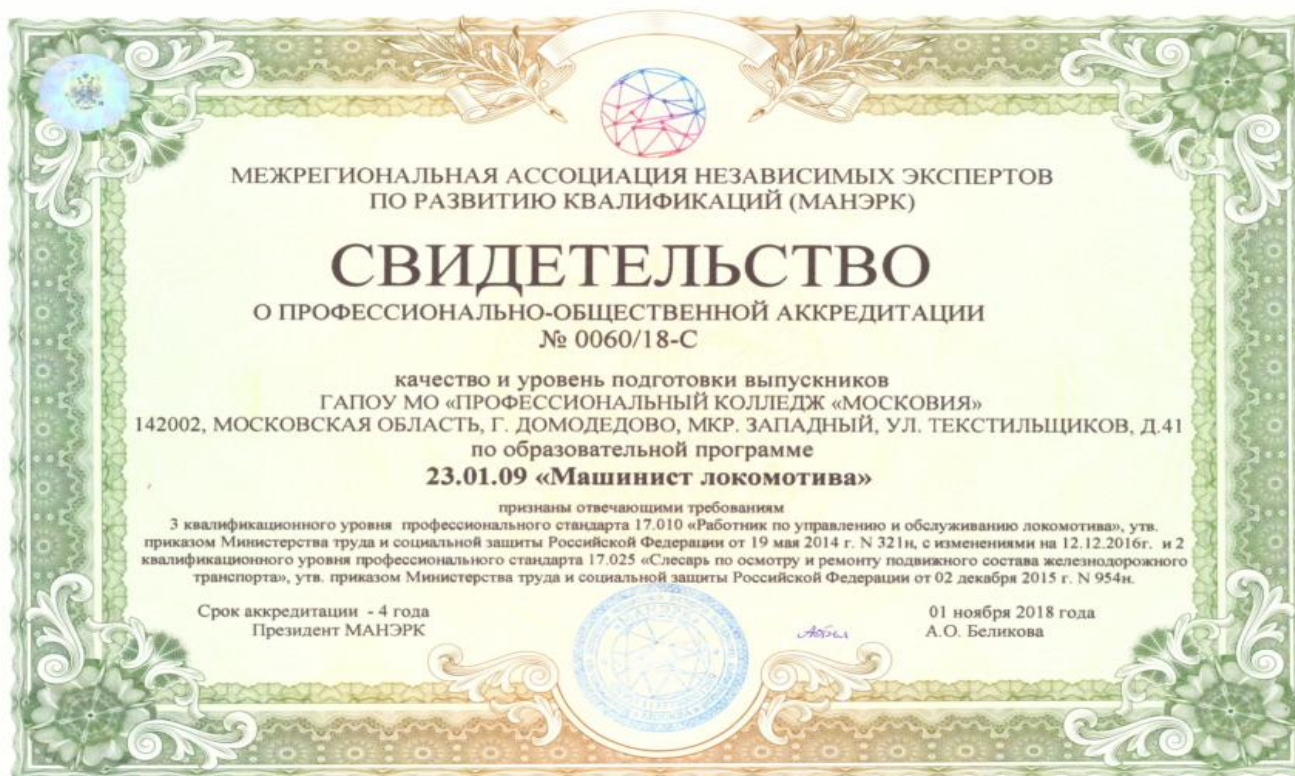 МЕЖРЕГИОНАЛЬНАЯ АССОЦИАЦИЯ НЕЗАВИСИМЫХ ЭКСПЕРТОВ
ПО РАЗВИТИЮ КВАЛИФИКАЦИЙ (МАНЭРК)
СВИДЕТЕЛЬСТВО
О ПРОФЕССИОНАЛЬНО-ОБЩЕСТВЕННОЙ АККРЕДИТАЦИИ
№ 0060/18-С
качество и уровень подготовки выпускников
ГАПОУ МО «ПРОФЕССИОНАЛЬНЫЙ КОЛЛЕДЖ «МОСКОВИЯ»
142002, МОСКОВСКАЯ ОБЛАСТЬ, Г. ДОМОДЕДОВО, МКР. ЗАПАДНЫЙ, УЛ. ТЕКСТИЛЬЩИКОВ, Д.41
по образовательной программе
23.01.09 «Машинист локомотива»
признаны отвечающими требованиям
3 квалификационного уровня профессионального стандарта 17.010 «Работник по управлению и обслуживанию локомотива», утв.
приказом Министерства труда и социальной защиты Российской Федерации от 19 мая 2014 г. N 321н, с изменениями на 12.12.2016г. и 2
квалификационного уровня профессионального стандарта 17.025 «Слесарь по осмотру и ремонту подвижного состава железнодорожного
транспорта», утв. приказом Министерства труда и социальной защиты Российской Федерации от 02 декабря 2015 г. N 954н.
Срок аккредитации - 4 года
01 ноября 2018 года
Президент МАНЭРК
А.О. Беликова